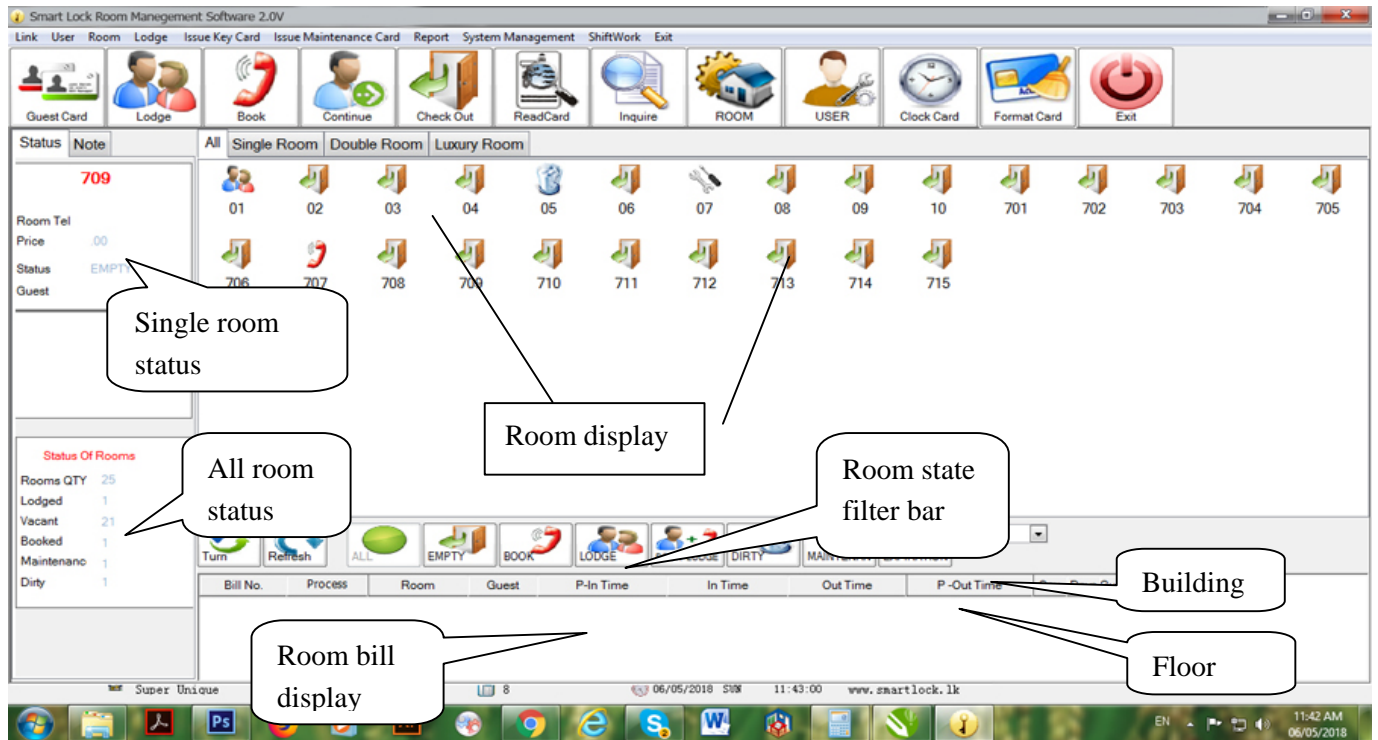 Smart Lock Room Manegement Software 2.0V
Link User Room Lodge Issue Key Card Issue Maintenance Card Report System Management ShiftWork Exit
Guest Card Lodge Book Continue Check Out ReadCard Inquire ROOM USER Clock Card Format Card Exit
Status Note All Single Room Double Room Luxury Room
709
01 02 03 04 05 06 07 08 09 10 701 702 703 704 705
Room Tel
Price .00
Status EMPTY
Guest
706 707 708 709 710 711 712 713 714 715
Single room
status
Room display
Status Of Rooms
Rooms QTY 25
Lodged 1
Vacant 21
Booked 1
Maintenanc 1
Dirty 1
All room
status
Room state
filter bar
Turn Refresh ALL EMPTY BOOK LODGE DIRTY
Bill No. Process Room Guest P-In Time In Time Out Time P -Out Time
Building
Room bill
display
Floor
Super Unique 8 06/05/2018 SUN 11:43:00 www.smartlock.lk
Ps W EN 11:42 AM
06/05/2018